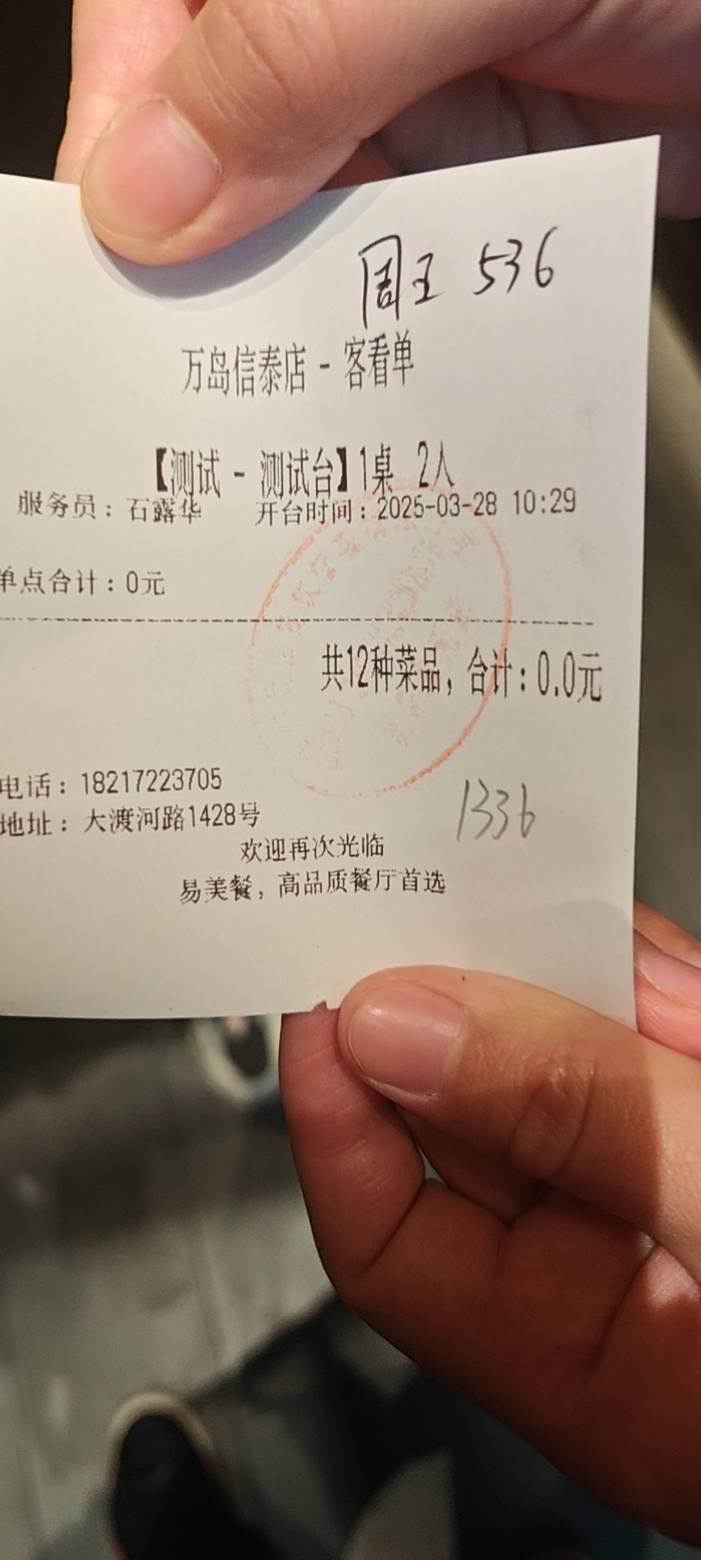 周王 536
万岛信泰店 - 客看单
【测试 - 测试台】1桌 2人
服务员：石露华 开台时间：2025-03-28 10:29
单点合计：0元
共12种菜品，合计：0.0元
电话：18217223705
地址：大渡河路1428号
1336
欢迎再次光临
易美餐，高品质餐厅首选